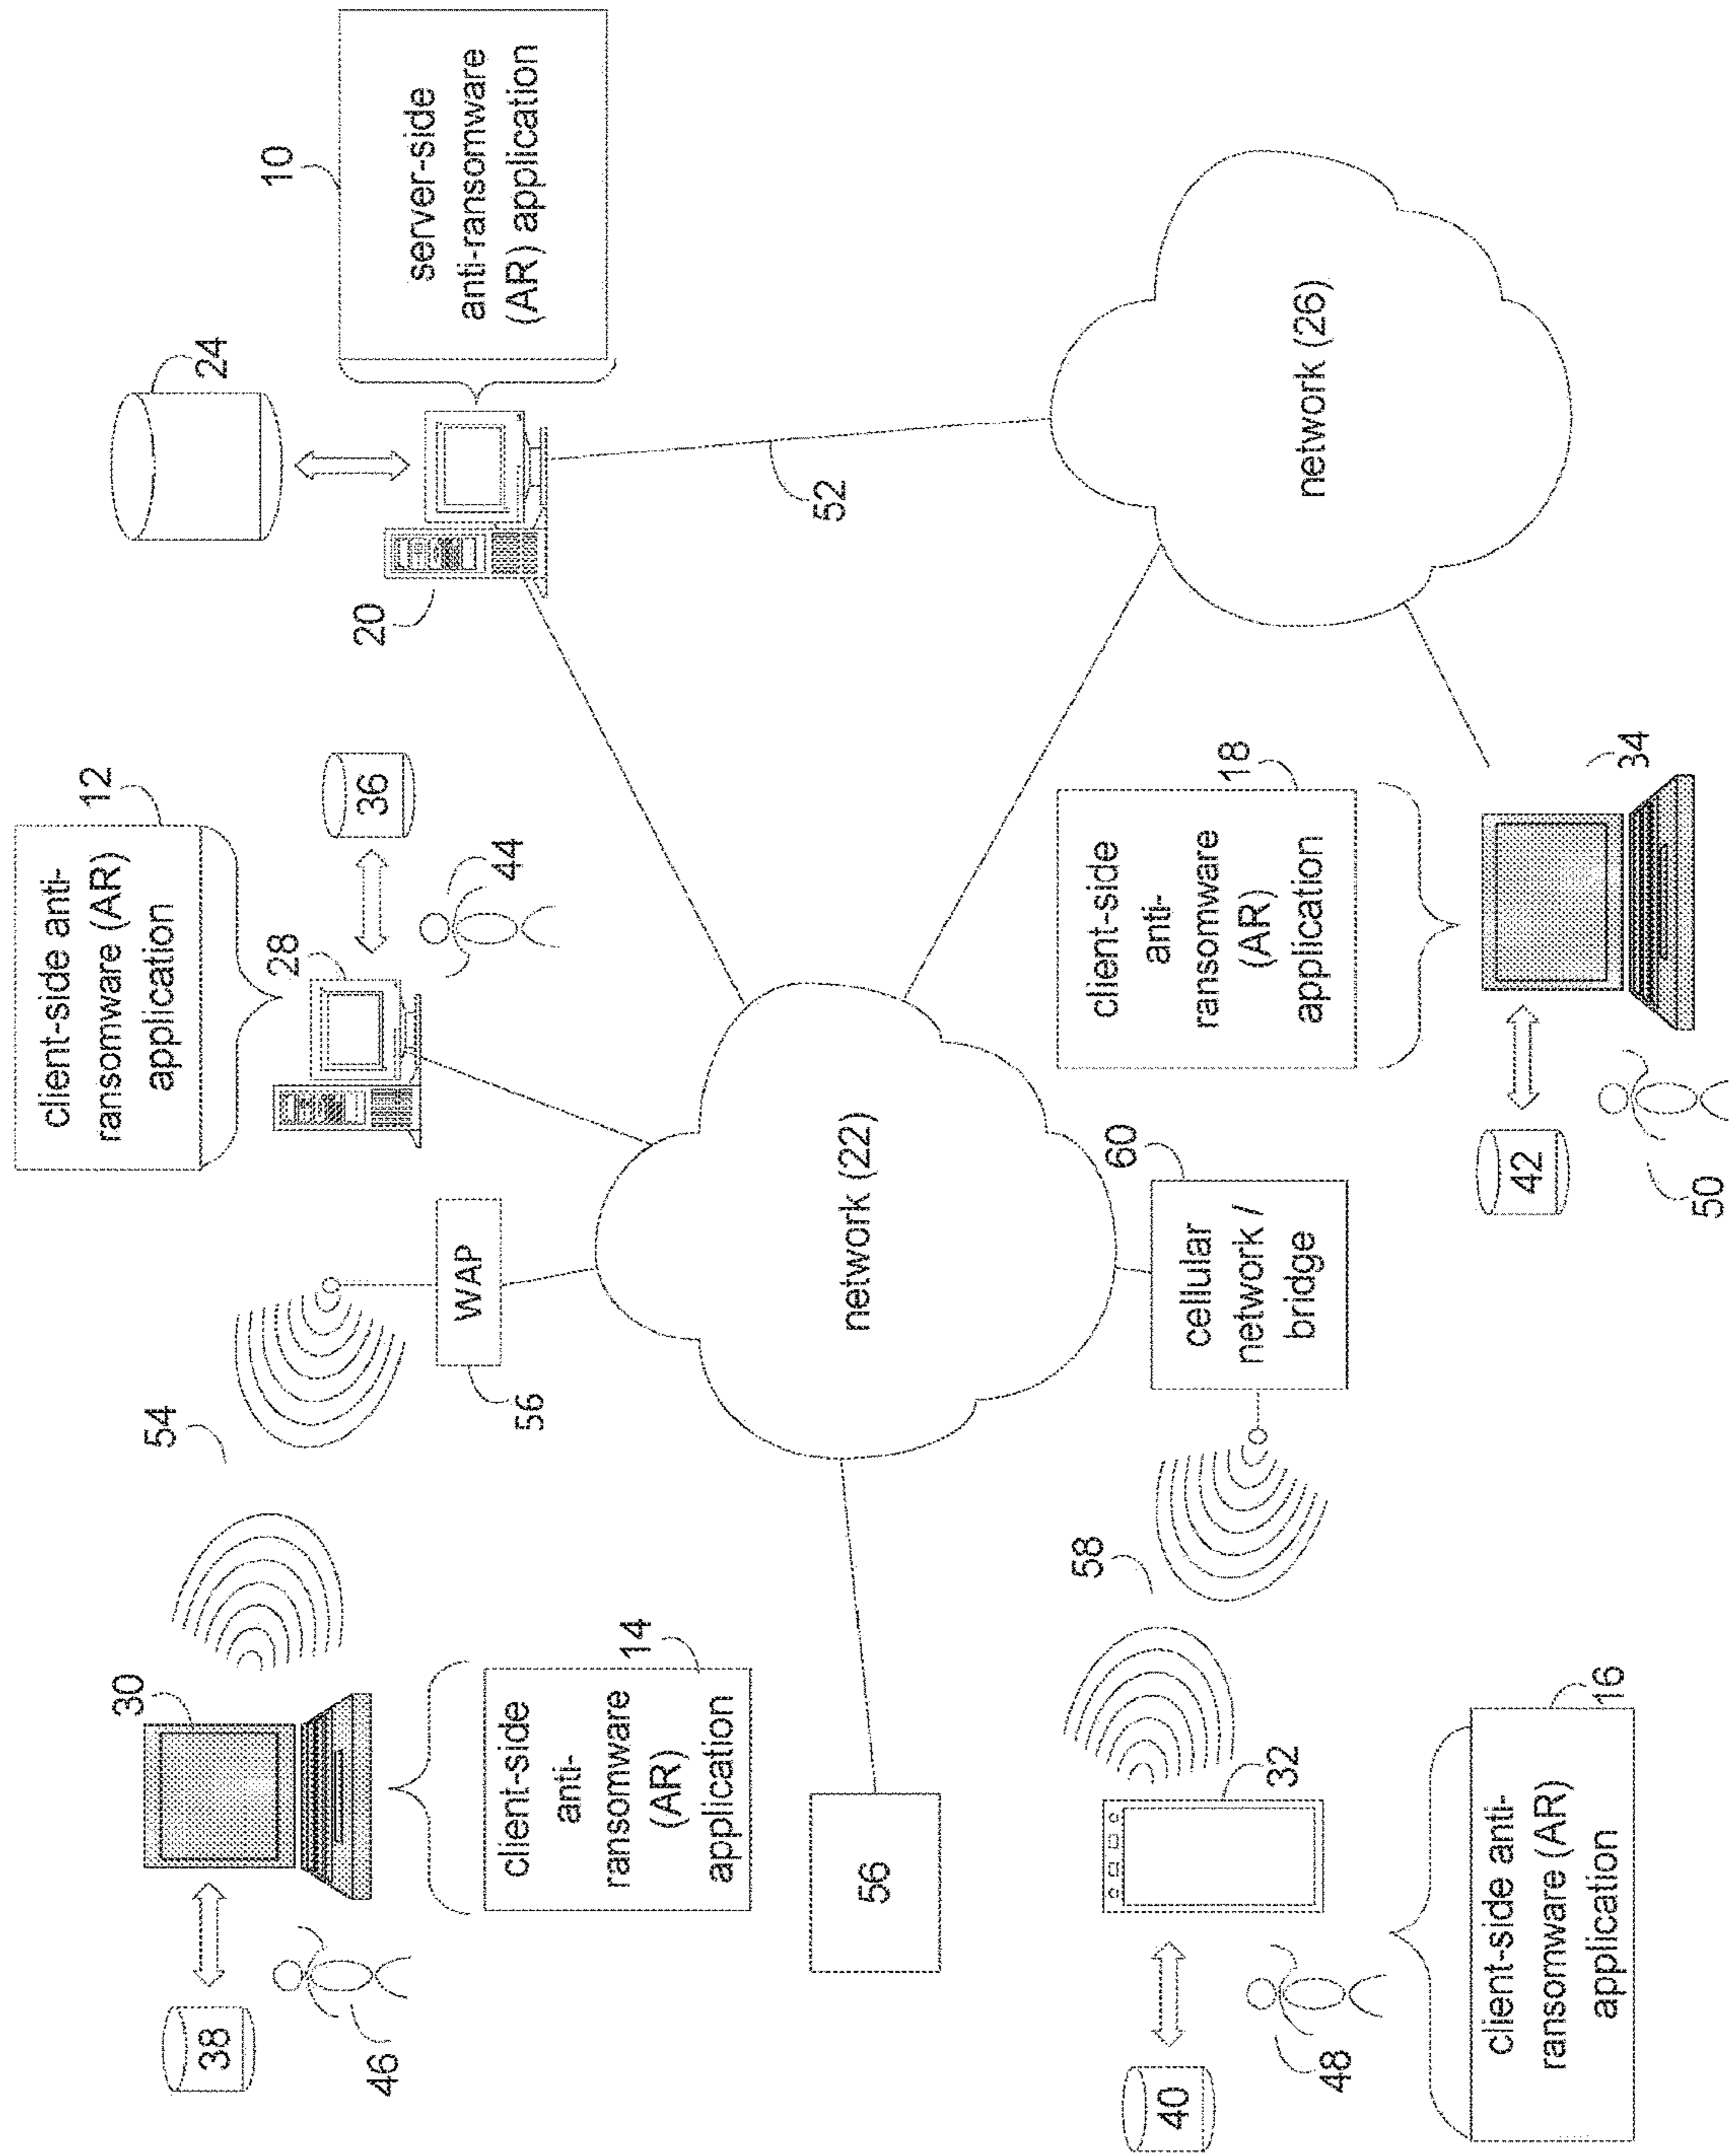 38
46
30
54
client-side
anti-
ransomware
(AR)
application
14
WAP
56
client-side anti-
ransomware (AR)
application
12
28
36
44
20
24
10
server-side
anti-ransomware
(AR) application
52
56
network (22)
network (26)
40
48
32
58
client-side anti-
ransomware (AR)
application
16
cellular
network /
bridge
60
client-side
anti-
ransomware
(AR)
application
18
34
42
50